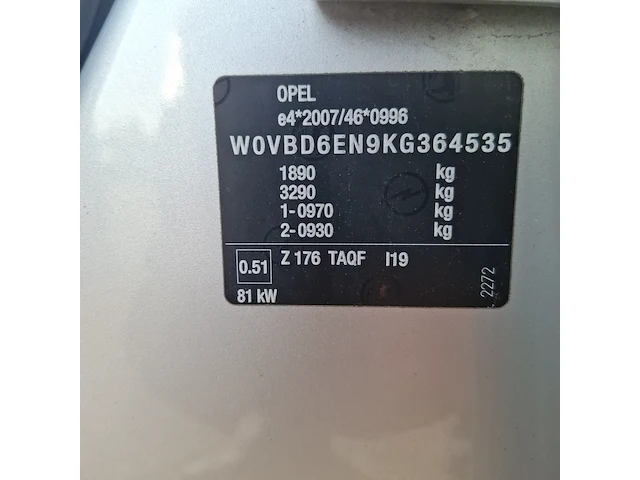 OPEL
e4*2007/46*0996
W0VBD6EN9KG364535
1890 kg
3290 kg
1-0970 kg
2-0930 kg
0.51 Z 176 TAQF I19
81 kW
2272